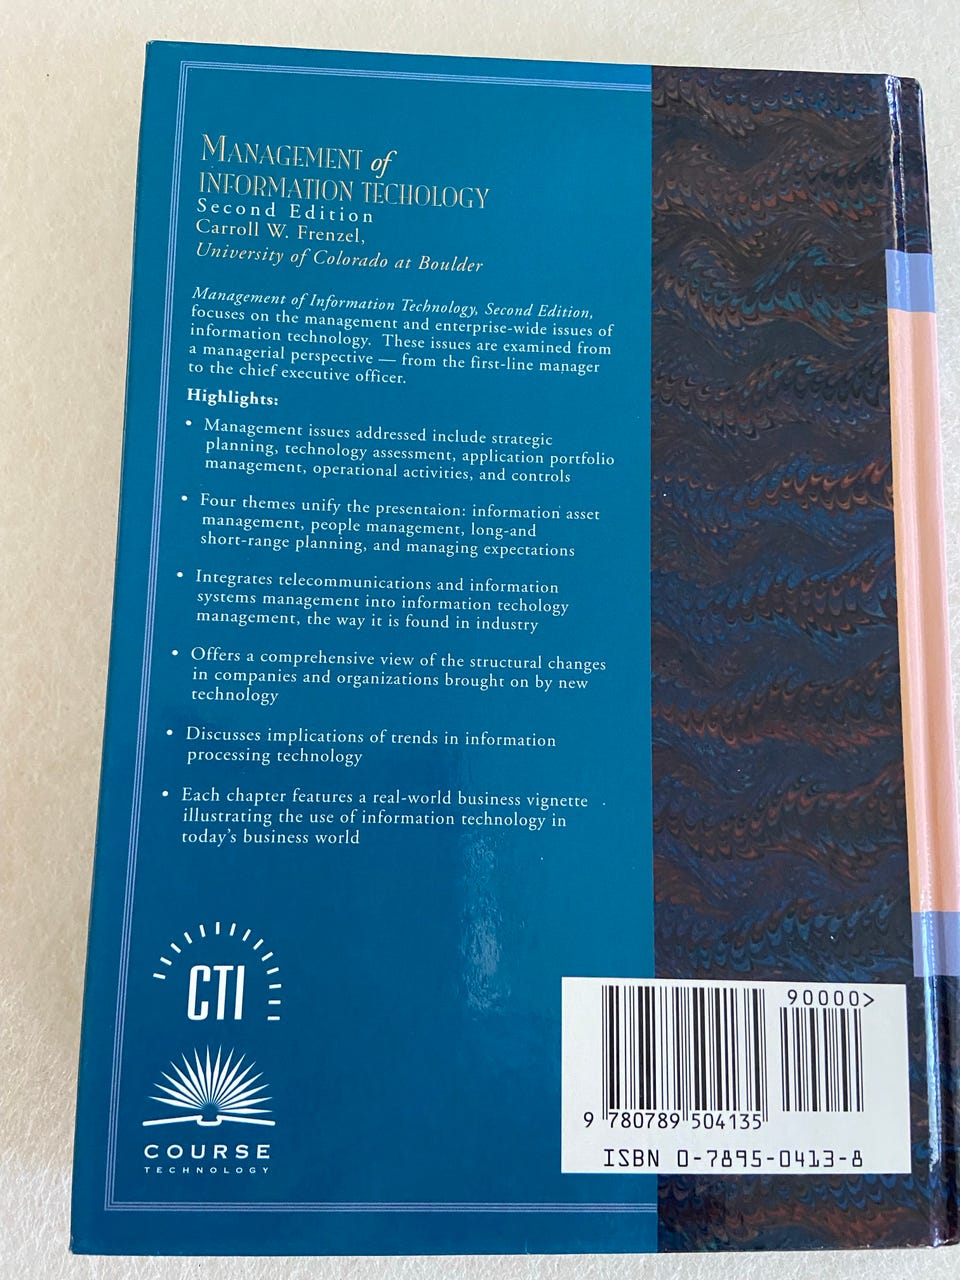 MANAGEMENT of
INFORMATION TECHOLOGY
Second Edition
Carroll W. Frenzel,
University of Colorado at Boulder
Management of Information Technology, Second Edition,
focuses on the management and enterprise-wide issues of
information technology. These issues are examined from
a managerial perspective — from the first-line manager
to the chief executive officer.
Highlights:
• Management issues addressed include strategic
planning, technology assessment, application portfolio
management, operational activities, and controls
• Four themes unify the presentaion: information asset
management, people management, long-and
short-range planning, and managing expectations
• Integrates telecommunications and information
systems management into information techology
management, the way it is found in industry
• Offers a comprehensive view of the structural changes
in companies and organizations brought on by new
technology
• Discusses implications of trends in information
processing technology
• Each chapter features a real-world business vignette
illustrating the use of information technology in
today's business world
CTI
COURSE
TECHNOLOGY
90000>
9 780789 504135
ISBN 0-7895-0413-8